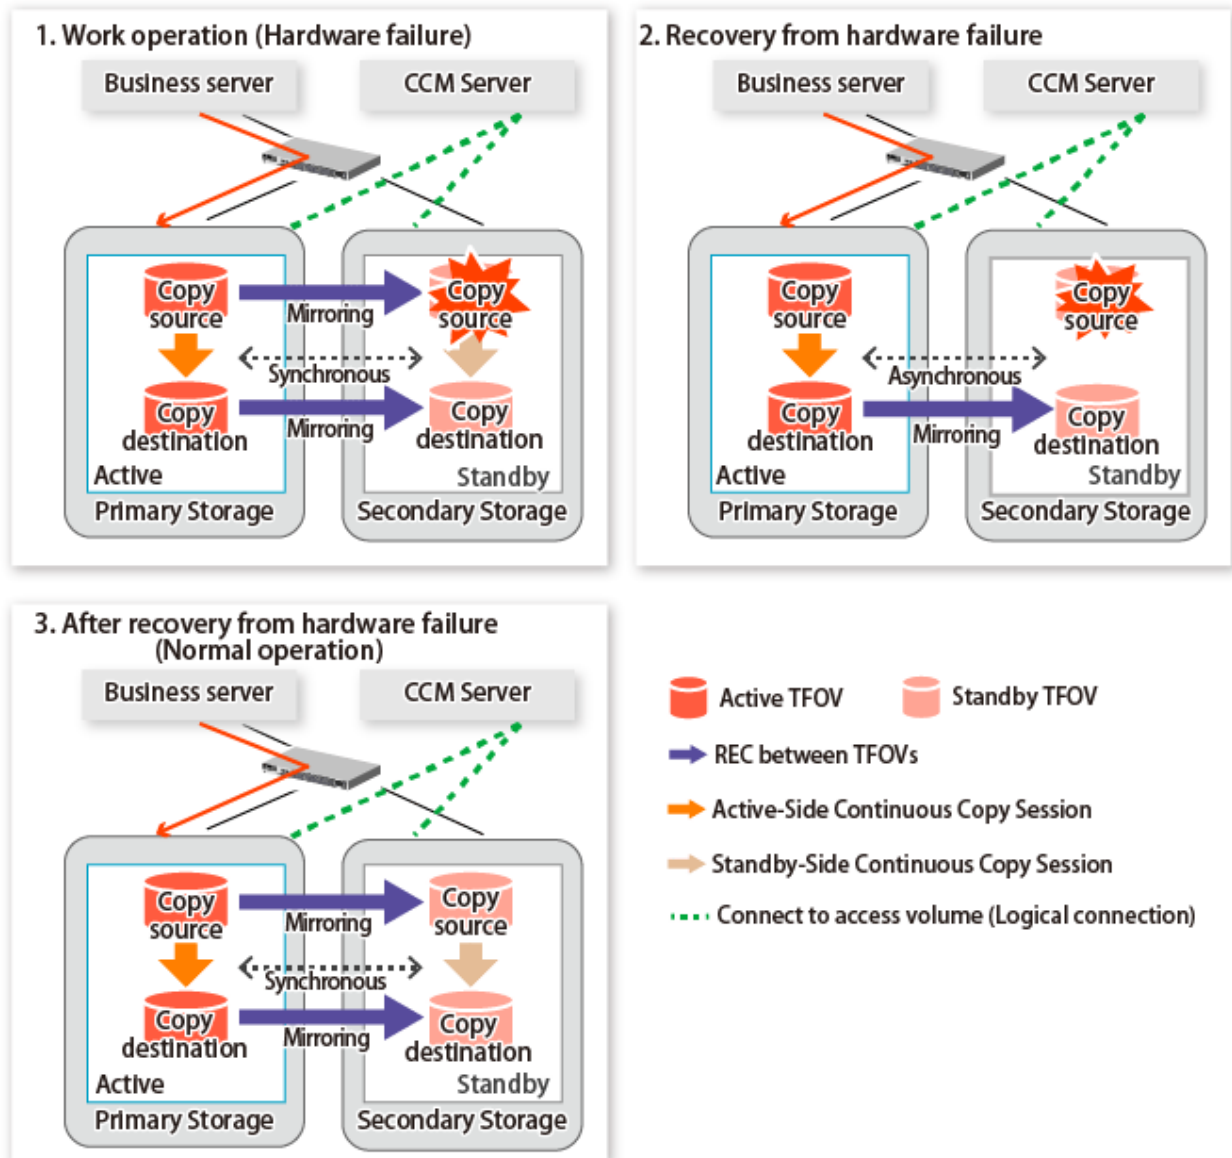 1. Work operation (Hardware failure)
Business server
CCM Server
Copy
source
Mirroring
Copy
source
Synchronous
Copy
destination
Mirroring
Copy
destination
Active
Standby
Primary Storage
Secondary Storage
2. Recovery from hardware failure
Business server
CCM Server
Copy
source
Copy
source
Asynchronous
Copy
destination
Mirroring
Copy
destination
Active
Standby
Primary Storage
Secondary Storage
3. After recovery from hardware failure
(Normal operation)
Business server
CCM Server
Copy
source
Mirroring
Copy
source
Synchronous
Copy
destination
Mirroring
Copy
destination
Active
Standby
Primary Storage
Secondary Storage
Active TFOV
Standby TFOV
REC between TFOVs
Active-Side Continuous Copy Session
Standby-Side Continuous Copy Session
Connect to access volume (Logical connection)